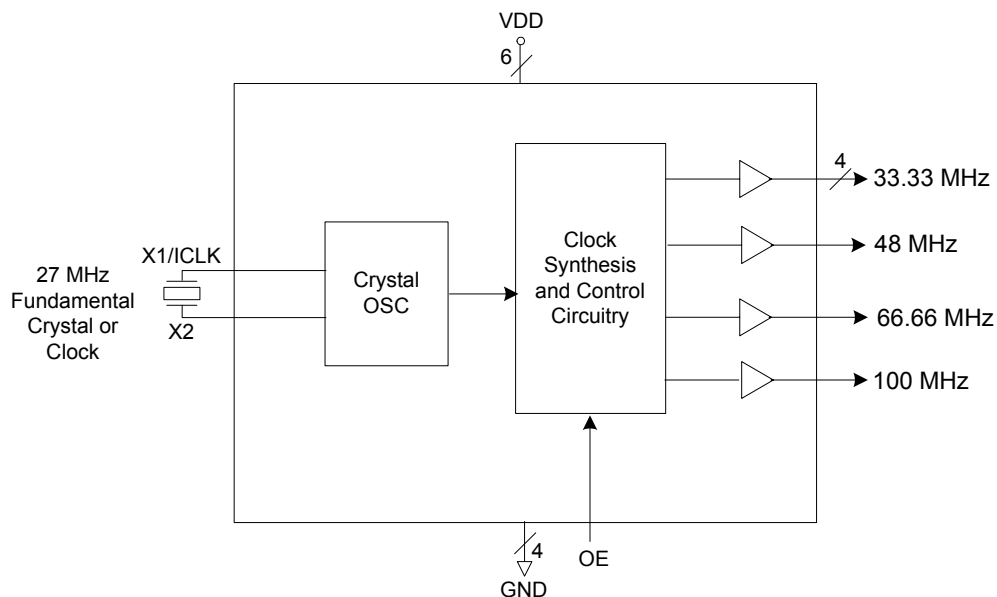 VDD
6
4
33.33 MHz
X1/ICLK
27 MHz
Fundamental
Crystal or
Clock
X2
Crystal
OSC
Clock
Synthesis
and Control
Circuitry
48 MHz
66.66 MHz
100 MHz
4
GND
OE